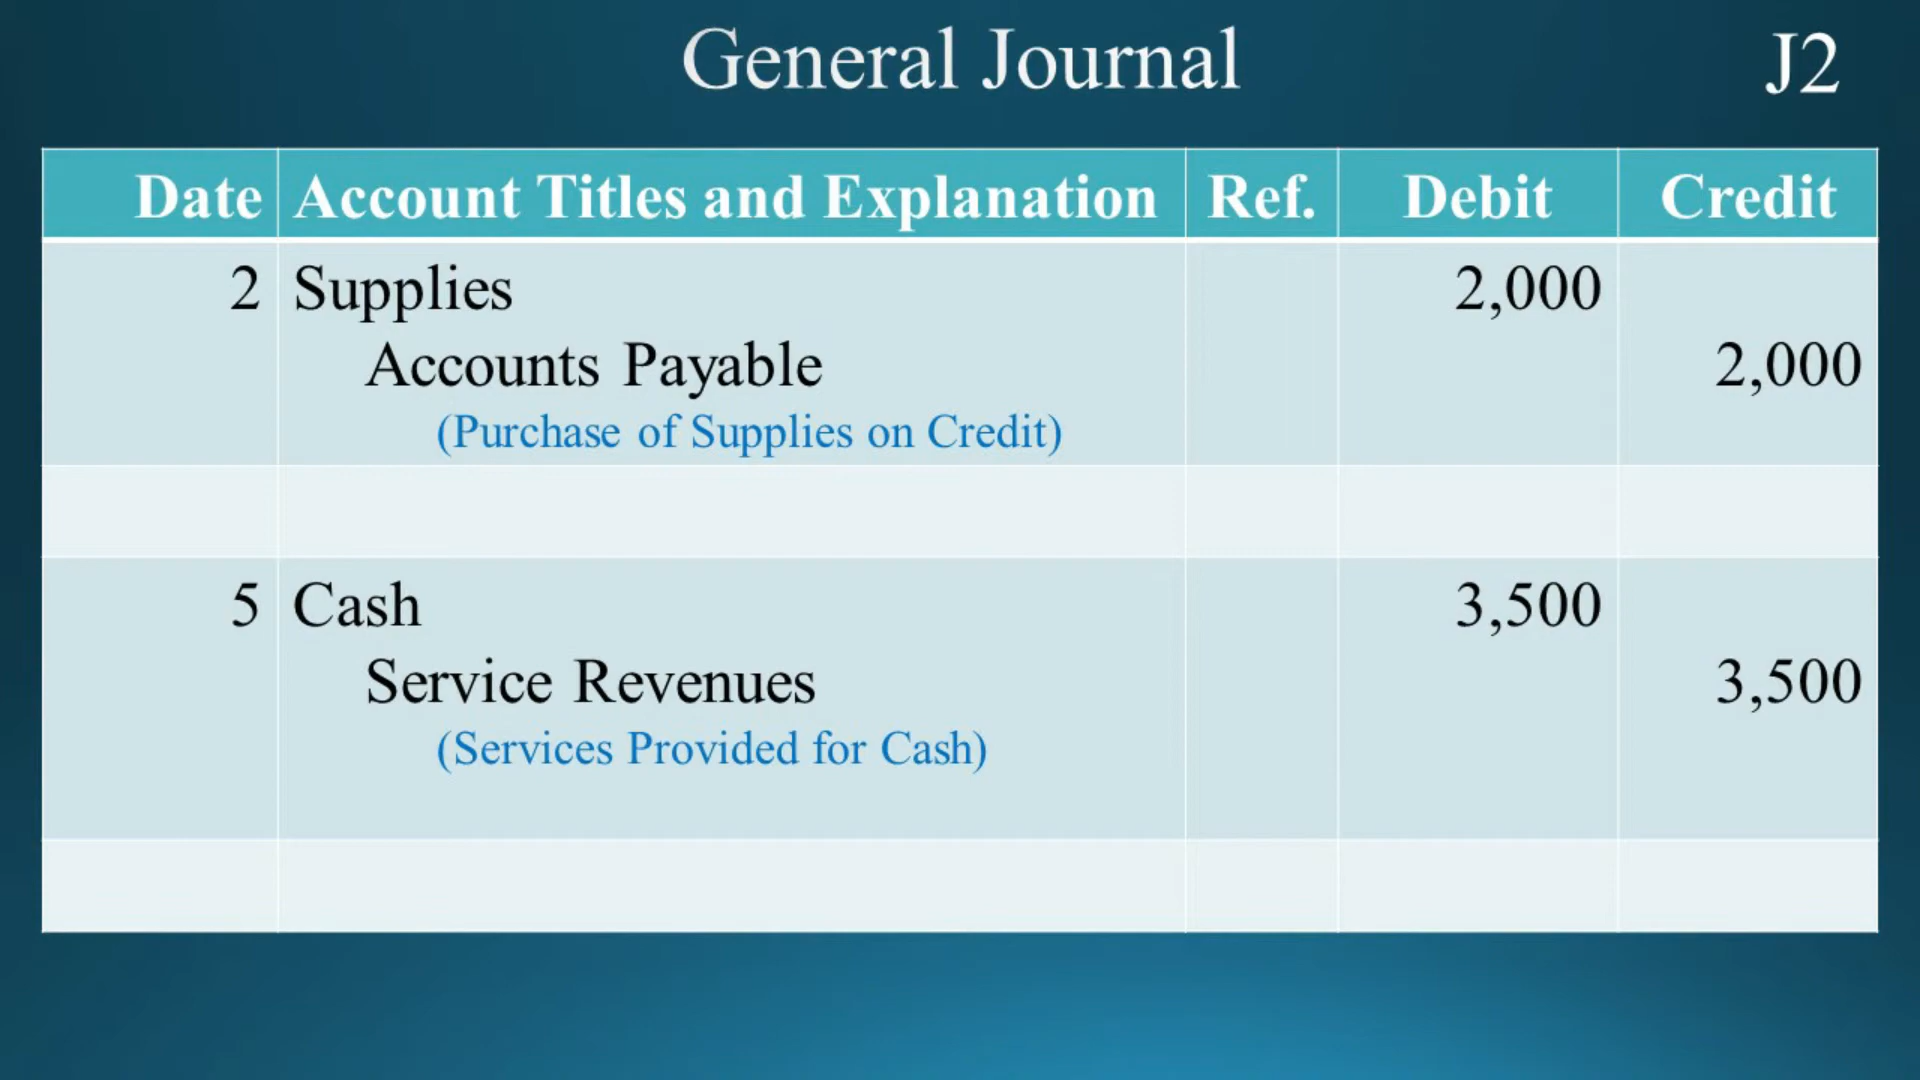 General Journal J2
Date Account Titles and Explanation Ref. Debit Credit
2 Supplies 2,000
Accounts Payable 2,000
(Purchase of Supplies on Credit)
5 Cash 3,500
Service Revenues 3,500
(Services Provided for Cash)